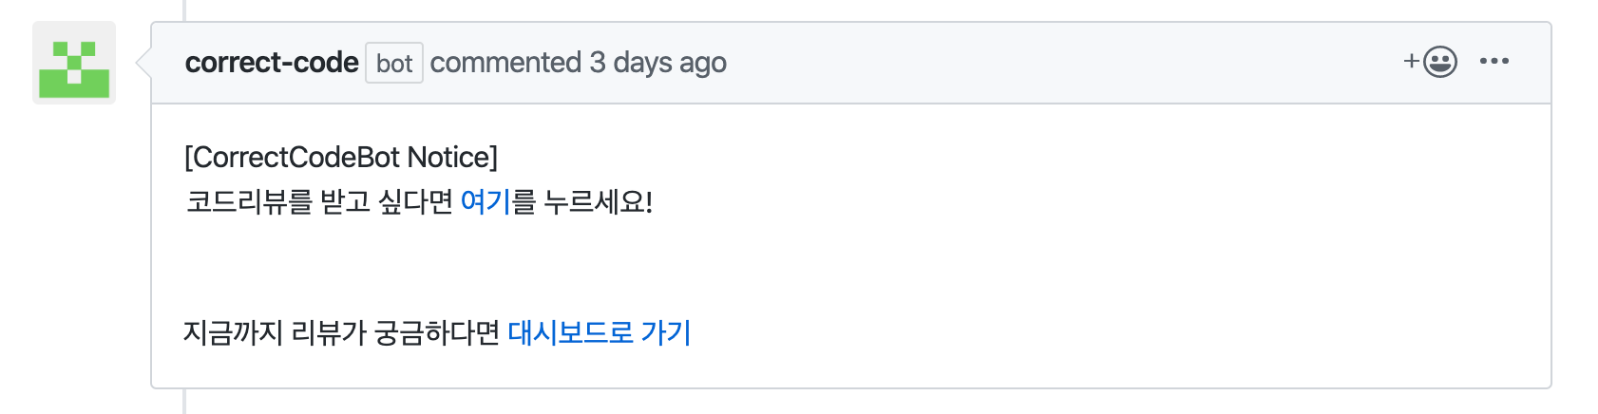 correct-code bot commented 3 days ago
[CorrectCodeBot Notice]
코드리뷰를 받고 싶다면 여기를 누르세요!
지금까지 리뷰가 궁금하다면 대시보드로 가기